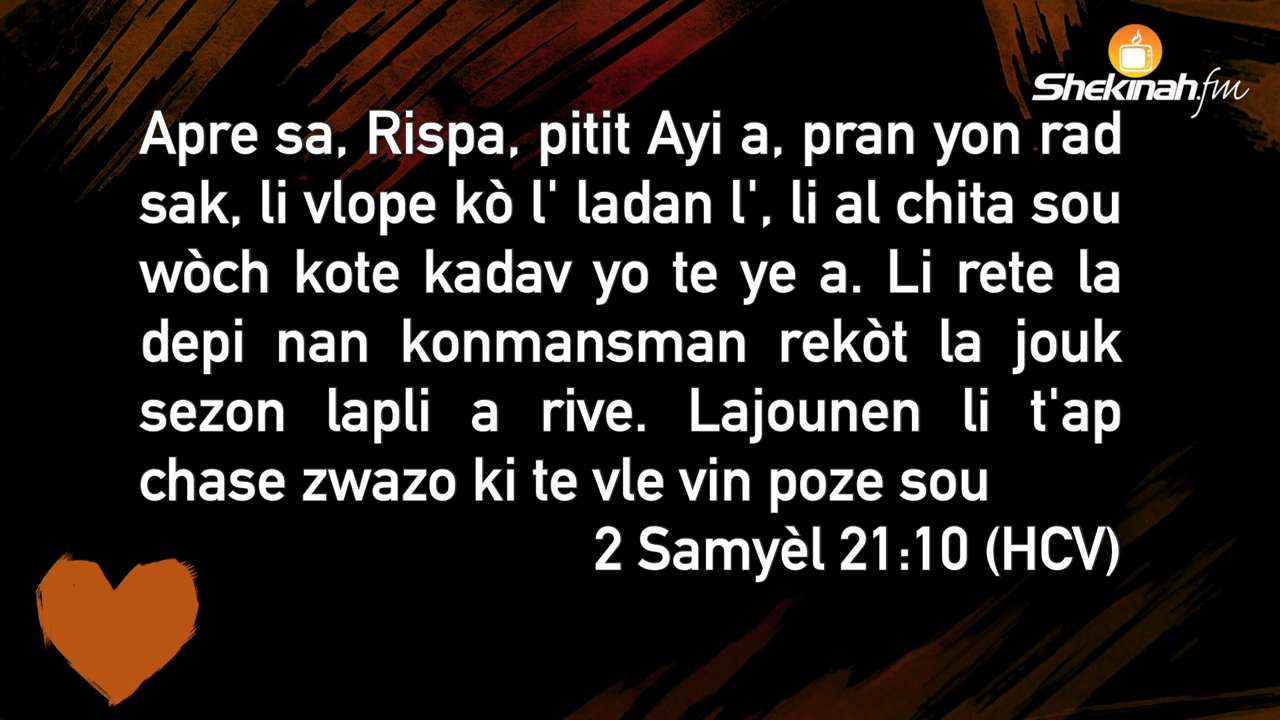 Shekinah.fm
Apre sa, Rispa, pitit Ayi a, pran yon rad
sak, li vlope kò l' ladan l', li al chita sou
wòch kote kadav yo te ye a. Li rete la
depi nan konmansman rekòt la jouk
sezon lapli a rive. Lajounen li t'ap
chase zwazo ki te vle vin poze sou
2 Samyèl 21:10 (HCV)